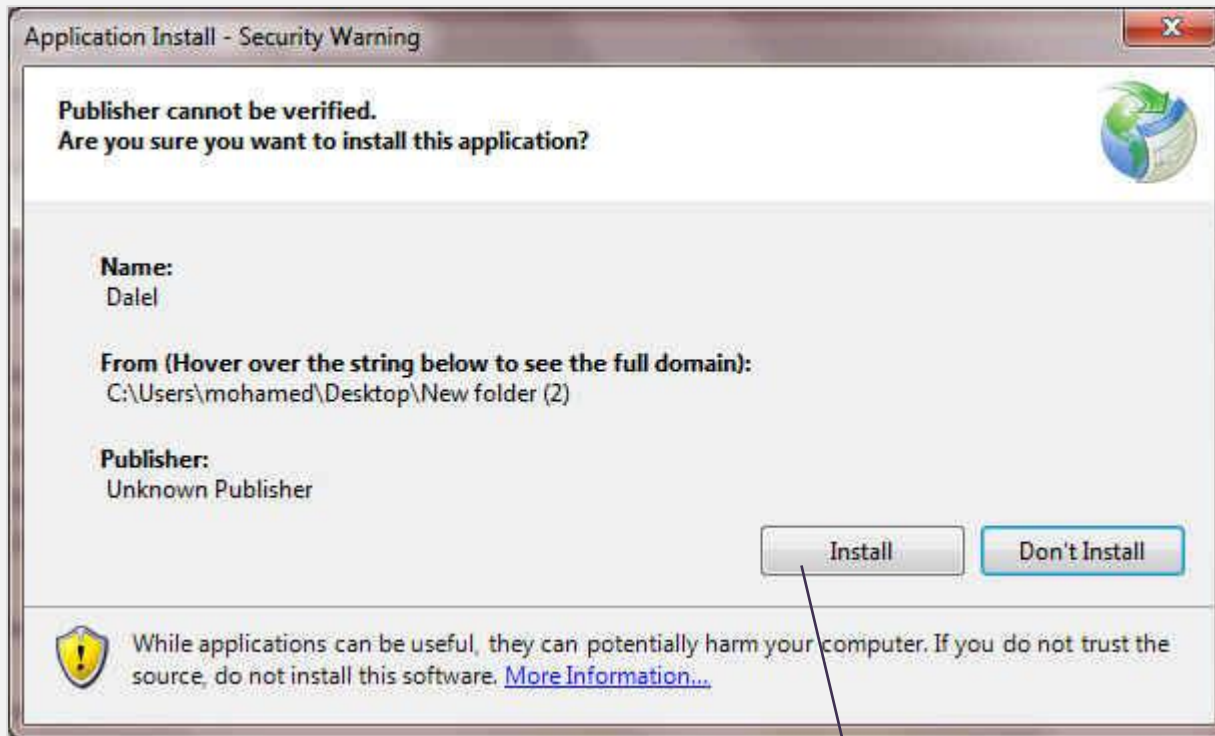 Application Install - Security Warning
Publisher cannot be verified.
Are you sure you want to install this application?
Name:
Dalel
From (Hover over the string below to see the full domain):
C:\Users\mohamed\Desktop\New folder (2)
Publisher:
Unknown Publisher
Install
Don't Install
While applications can be useful, they can potentially harm your computer. If you do not trust the
source, do not install this software. More Information...